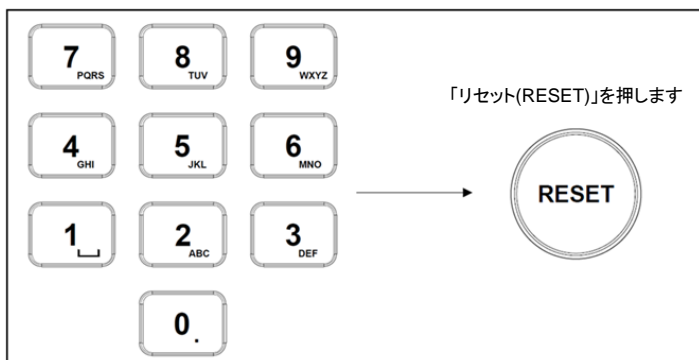 7 PQRS
8 TUV
9 WXYZ
「リセット(RESET)」を押します
4 GHI
5 JKL
6 MNO
RESET
1
2 ABC
3 DEF
0 .